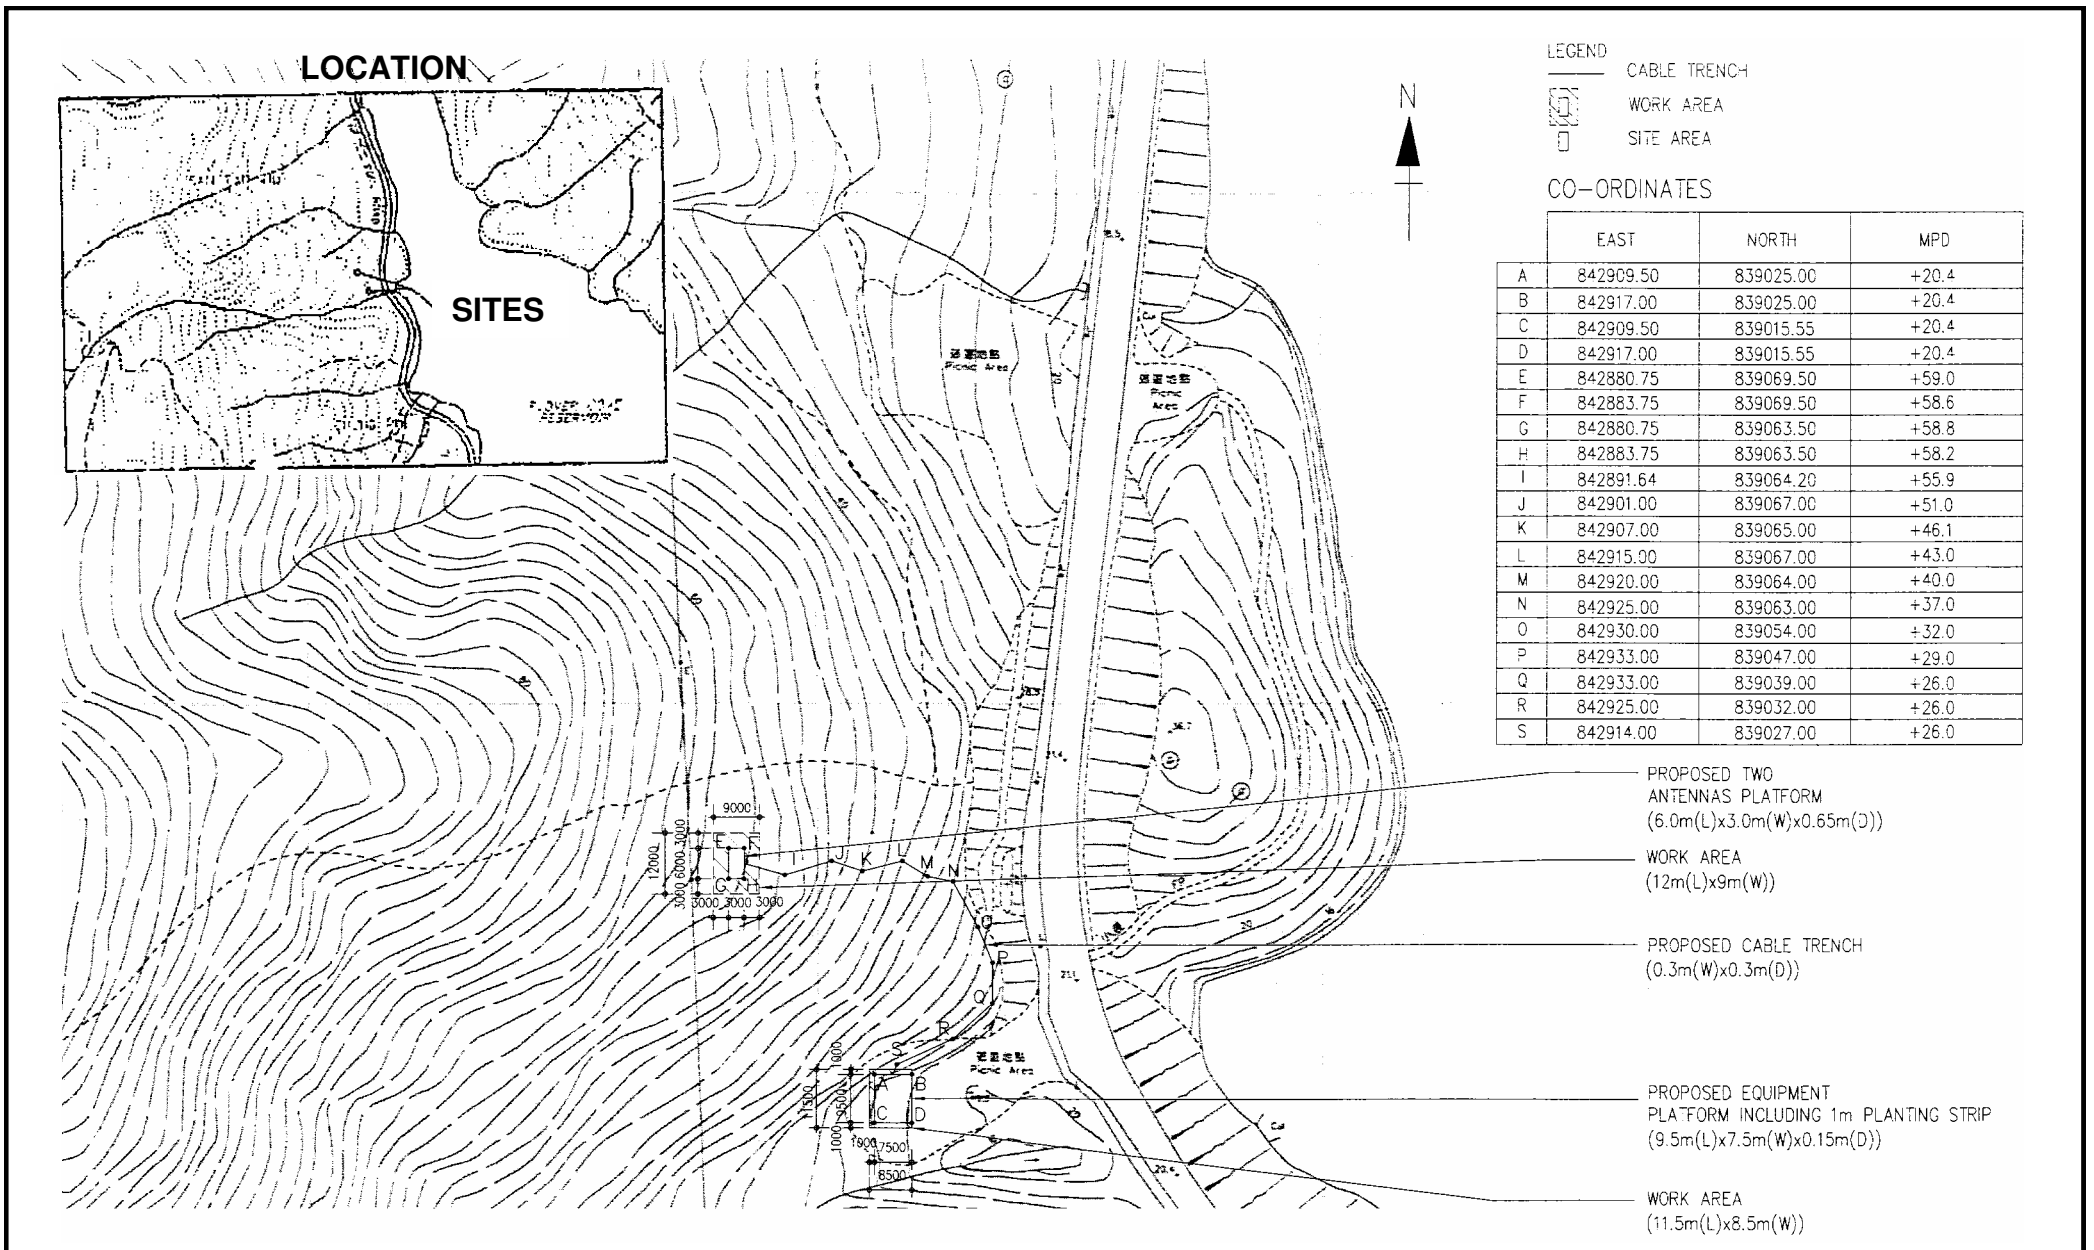 LOCATION
SITES
N
LEGEND
CABLE TRENCH
WORK AREA
SITE AREA
CO-ORDINATES
EAST NORTH MPD
A 842909.50 839025.00 +20.4
B 842917.00 839025.00 +20.4
C 842909.50 839015.55 +20.4
D 842917.00 839015.55 +20.4
E 842880.75 839069.50 +59.0
F 842883.75 839069.50 +58.6
G 842880.75 839063.50 +58.8
H 842883.75 839063.50 +58.2
I 842891.64 839064.20 +55.9
J 842901.00 839067.00 +51.0
K 842907.00 839065.00 +46.1
L 842915.00 839067.00 +43.0
M 842920.00 839064.00 +40.0
N 842925.00 839063.00 +37.0
O 842930.00 839054.00 +32.0
P 842933.00 839047.00 +29.0
Q 842933.00 839039.00 +26.0
R 842925.00 839032.00 +26.0
S 842914.00 839027.00 +26.0
Picnic Area
Picnic
Area
PROPOSED TWO
ANTENNAS PLATFORM
(6.0m(L)x3.0m(W)x0.65m(D))
WORK AREA
(12m(L)x9m(W))
PROPOSED CABLE TRENCH
(0.3m(W)x0.3m(D))
PROPOSED EQUIPMENT
PLATFORM INCLUDING 1m PLANTING STRIP
(9.5m(L)x7.5m(W)x0.15m(D))
WORK AREA
(11.5m(L)x8.5m(W))
9000
12000
3000 6000 3000
E F
G H
I J K L M N
3000 3000 3000
O
P
Q
R
S
Picnic Area
1000
11500
9500
1000
A B
C D
1000 7500
8500